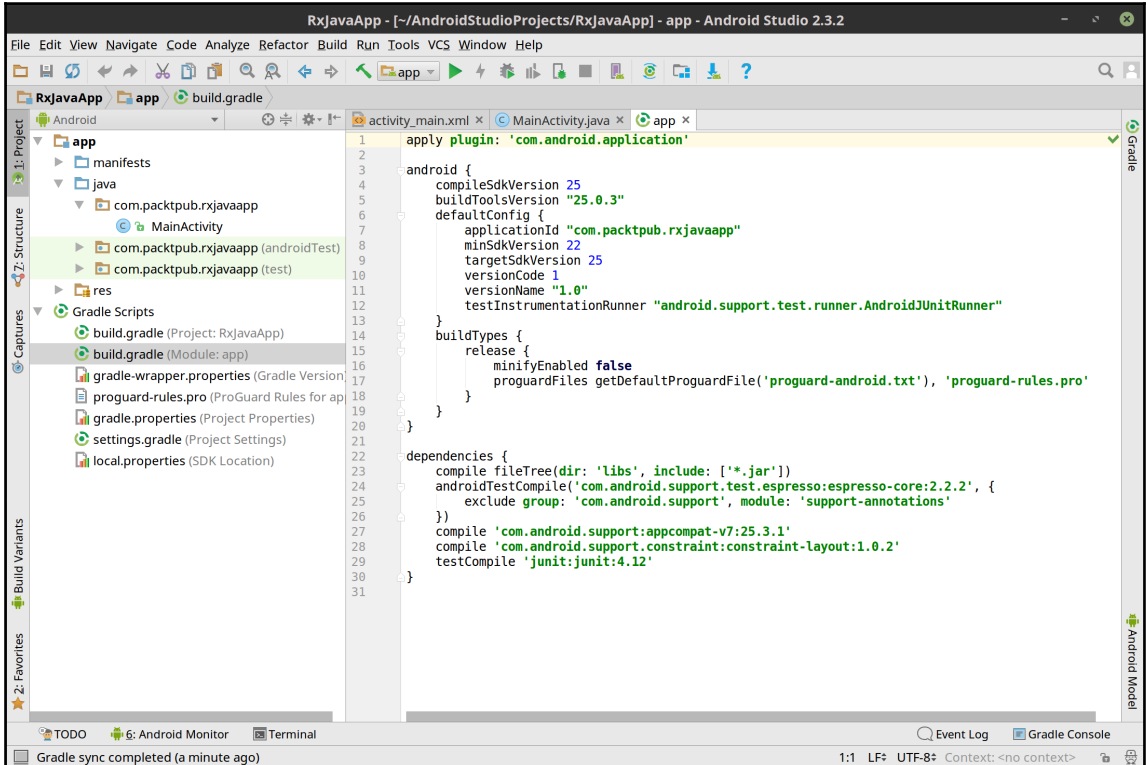 RxJavaApp - [~/AndroidStudioProjects/RxJavaApp] - app - Android Studio 2.3.2
File Edit View Navigate Code Analyze Refactor Build Run Tools VCS Window Help
app
RxJavaApp app build.gradle
Android
activity_main.xml MainActivity.java app
1: Project
Z: Structure
Captures
Build Variants
2: Favorites
app
manifests
java
com.packtpub.rxjavaapp
MainActivity
com.packtpub.rxjavaapp (androidTest)
com.packtpub.rxjavaapp (test)
res
Gradle Scripts
build.gradle (Project: RxJavaApp)
build.gradle (Module: app)
gradle-wrapper.properties (Gradle Version)
proguard-rules.pro (ProGuard Rules for ap
gradle.properties (Project Properties)
settings.gradle (Project Settings)
local.properties (SDK Location)
1 apply plugin: 'com.android.application'
2
3 android {
4 compileSdkVersion 25
5 buildToolsVersion "25.0.3"
6 defaultConfig {
7 applicationId "com.packtpub.rxjavaapp"
8 minSdkVersion 22
9 targetSdkVersion 25
10 versionCode 1
11 versionName "1.0"
12 testInstrumentationRunner "android.support.test.runner.AndroidJUnitRunner"
13 }
14 buildTypes {
15 release {
16 minifyEnabled false
17 proguardFiles getDefaultProguardFile('proguard-android.txt'), 'proguard-rules.pro'
18 }
19 }
20 }
21
22 dependencies {
23 compile fileTree(dir: 'libs', include: ['*.jar'])
24 androidTestCompile('com.android.support.test.espresso:espresso-core:2.2.2', {
25 exclude group: 'com.android.support', module: 'support-annotations'
26 })
27 compile 'com.android.support:appcompat-v7:25.3.1'
28 compile 'com.android.support.constraint:constraint-layout:1.0.2'
29 testCompile 'junit:junit:4.12'
30 }
31
Gradle
Android Model
TODO 6: Android Monitor Terminal Event Log Gradle Console
Gradle sync completed (a minute ago) 1:1 LF UTF-8 Context: <no context>